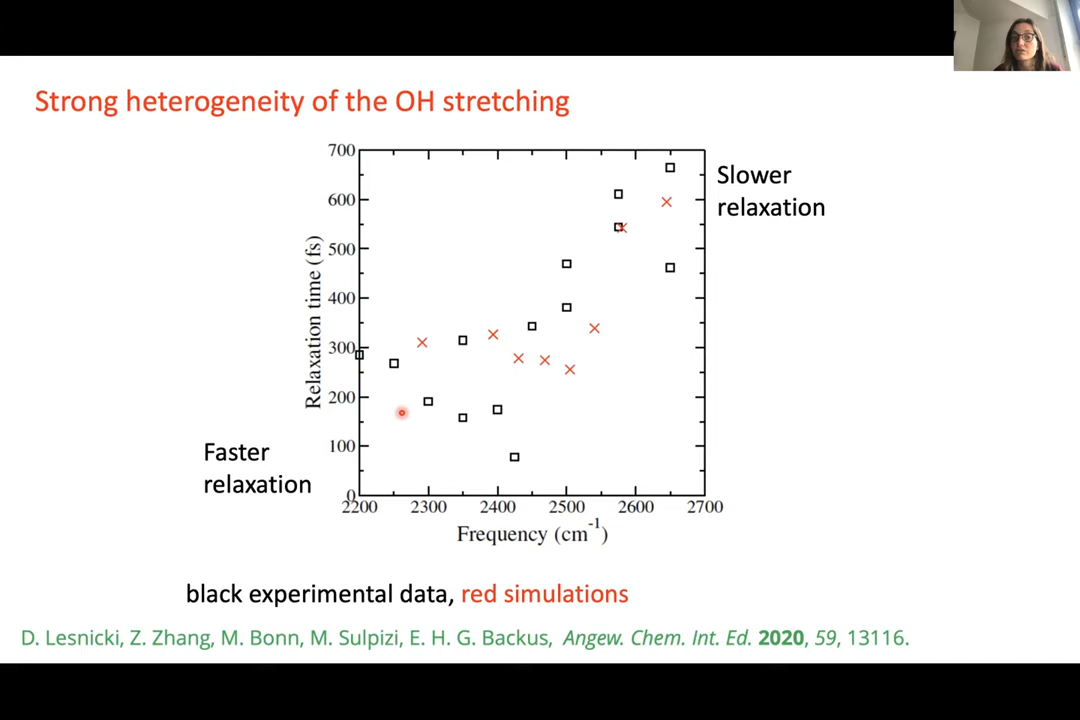 Strong heterogeneity of the OH stretching
Slower
relaxation
Faster
relaxation
Relaxation time (fs)
700
600
500
400
300
200
100
0
2200 2300 2400 2500 2600 2700
Frequency (cm⁻¹)
black experimental data, red simulations
D. Lesnicki, Z. Zhang, M. Bonn, M. Sulpizi, E. H. G. Backus, Angew. Chem. Int. Ed. 2020, 59, 13116.